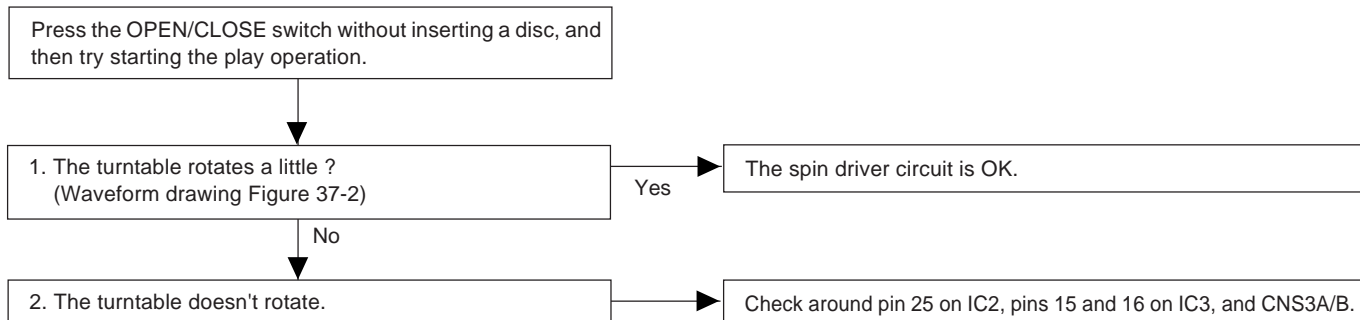 Press the OPEN/CLOSE switch without inserting a disc, and
then try starting the play operation.
1. The turntable rotates a little ?
(Waveform drawing Figure 37-2)
Yes
The spin driver circuit is OK.
No
2. The turntable doesn't rotate.
Check around pin 25 on IC2, pins 15 and 16 on IC3, and CNS3A/B.